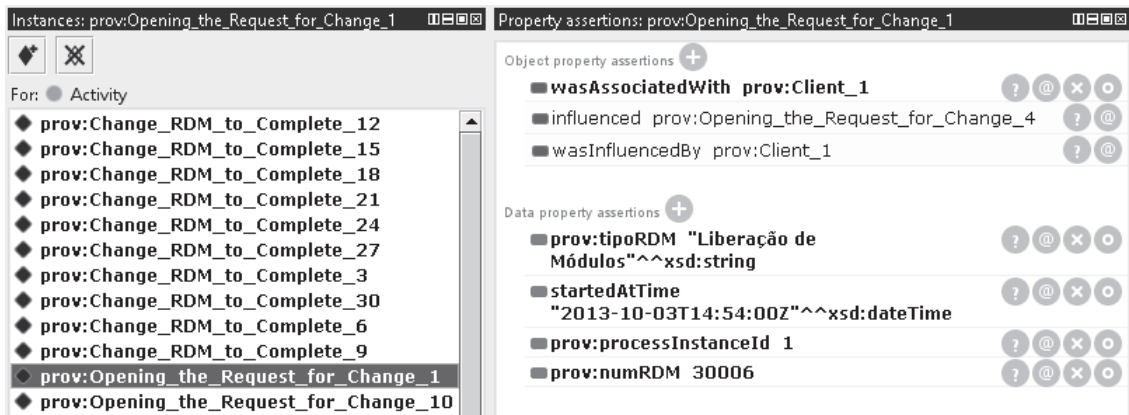 Instances: prov:Opening_the_Request_for_Change_1
For: Activity
prov:Change_RDM_to_Complete_12
prov:Change_RDM_to_Complete_15
prov:Change_RDM_to_Complete_18
prov:Change_RDM_to_Complete_21
prov:Change_RDM_to_Complete_24
prov:Change_RDM_to_Complete_27
prov:Change_RDM_to_Complete_3
prov:Change_RDM_to_Complete_30
prov:Change_RDM_to_Complete_6
prov:Change_RDM_to_Complete_9
prov:Opening_the_Request_for_Change_1
prov:Opening_the_Request_for_Change_10
Property assertions: prov:Opening_the_Request_for_Change_1
Object property assertions
wasAssociatedWith prov:Client_1
influenced prov:Opening_the_Request_for_Change_4
wasInfluencedBy prov:Client_1
Data property assertions
prov:tipoRDM "Liberação de
Módulos"^^xsd:string
startedAtTime
"2013-10-03T14:54:00Z"^^xsd:dateTime
prov:processInstanceId 1
prov:numRDM 30006